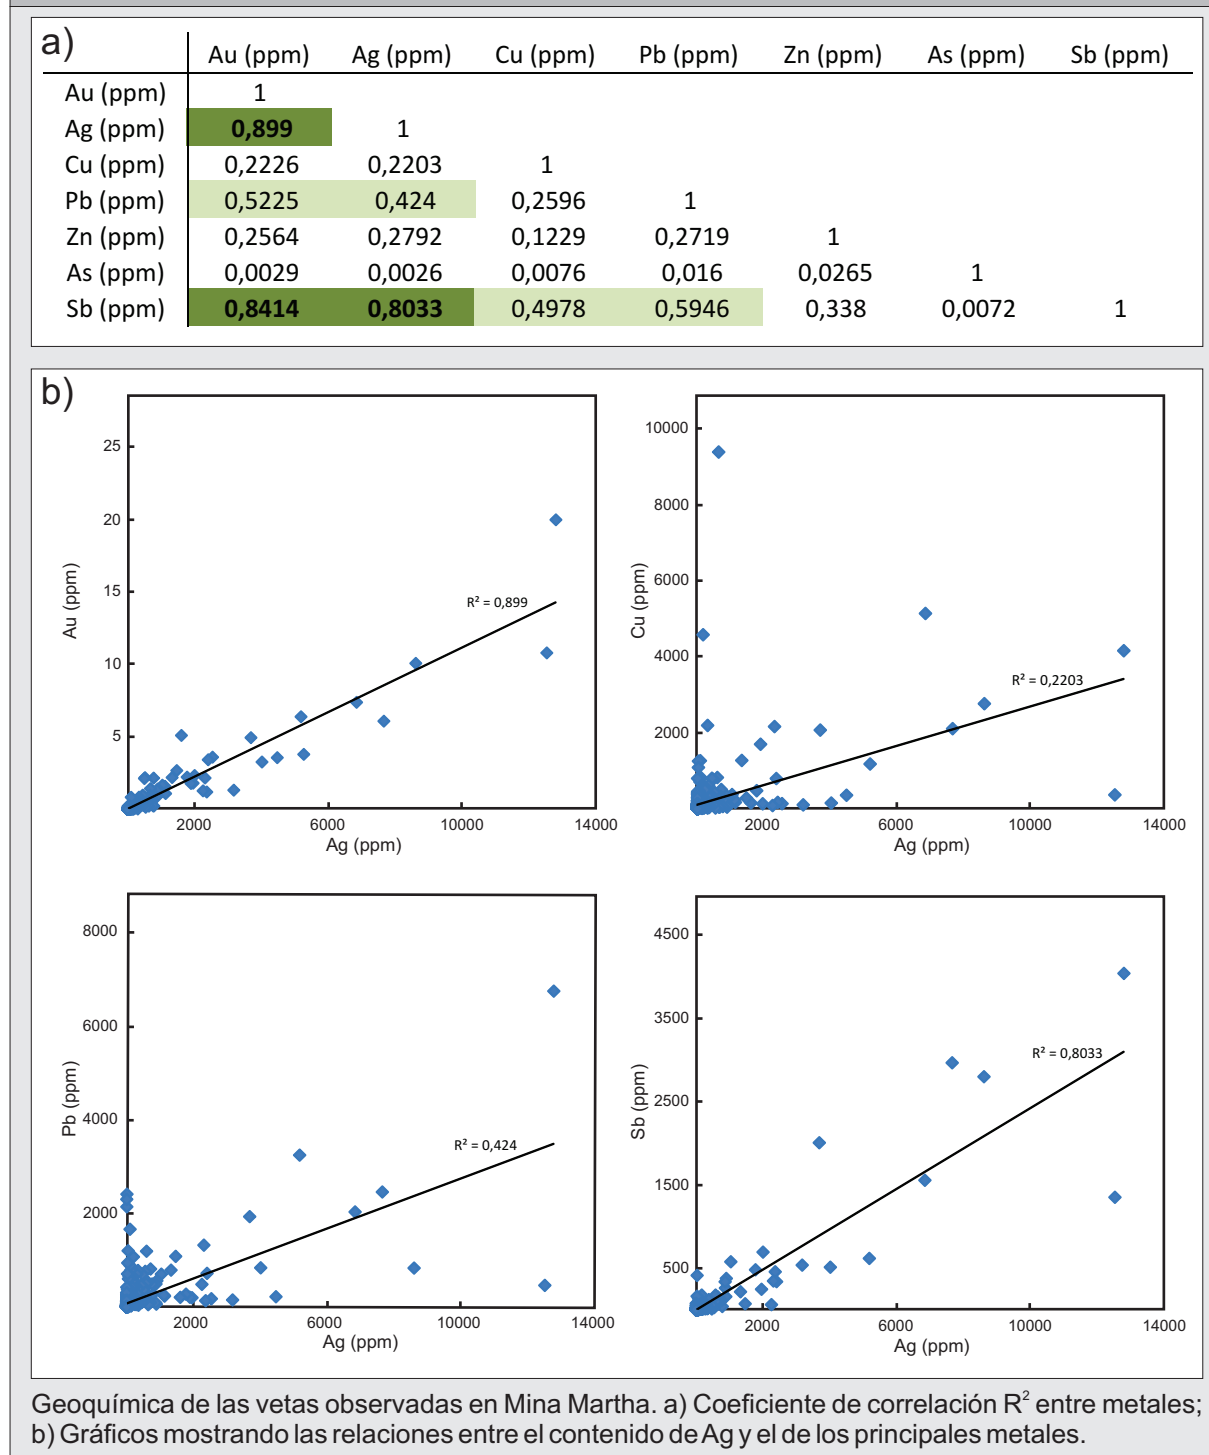 a)
Au (ppm) Ag (ppm) Cu (ppm) Pb (ppm) Zn (ppm) As (ppm) Sb (ppm)
Au (ppm) 1
Ag (ppm) 0,899 1
Cu (ppm) 0,2226 0,2203 1
Pb (ppm) 0,5225 0,424 0,2596 1
Zn (ppm) 0,2564 0,2792 0,1229 0,2719 1
As (ppm) 0,0029 0,0026 0,0076 0,016 0,0265 1
Sb (ppm) 0,8414 0,8033 0,4978 0,5946 0,338 0,0072 1
b)
25
20
15
10
5
Au (ppm)
R² = 0,899
2000 6000 10000 14000
Ag (ppm)
10000
8000
6000
4000
2000
Cu (ppm)
R² = 0,2203
2000 6000 10000 14000
Ag (ppm)
8000
6000
4000
2000
Pb (ppm)
R² = 0,424
2000 6000 10000 14000
Ag (ppm)
4500
3500
2500
1500
500
Sb (ppm)
R² = 0,8033
2000 6000 10000 14000
Ag (ppm)
Geoquímica de las vetas observadas en Mina Martha. a) Coeficiente de correlación R² entre metales;
b) Gráficos mostrando las relaciones entre el contenido de Ag y el de los principales metales.